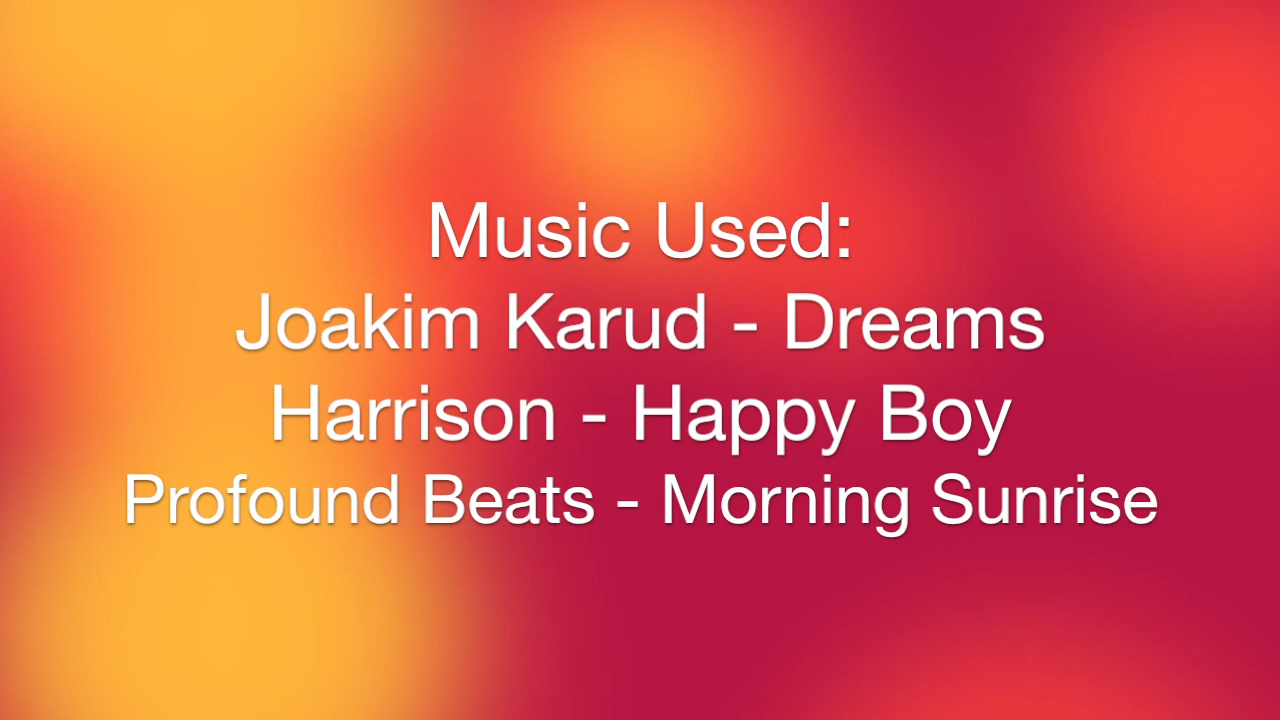 Music Used:
Joakim Karud - Dreams
Harrison - Happy Boy
Profound Beats - Morning Sunrise